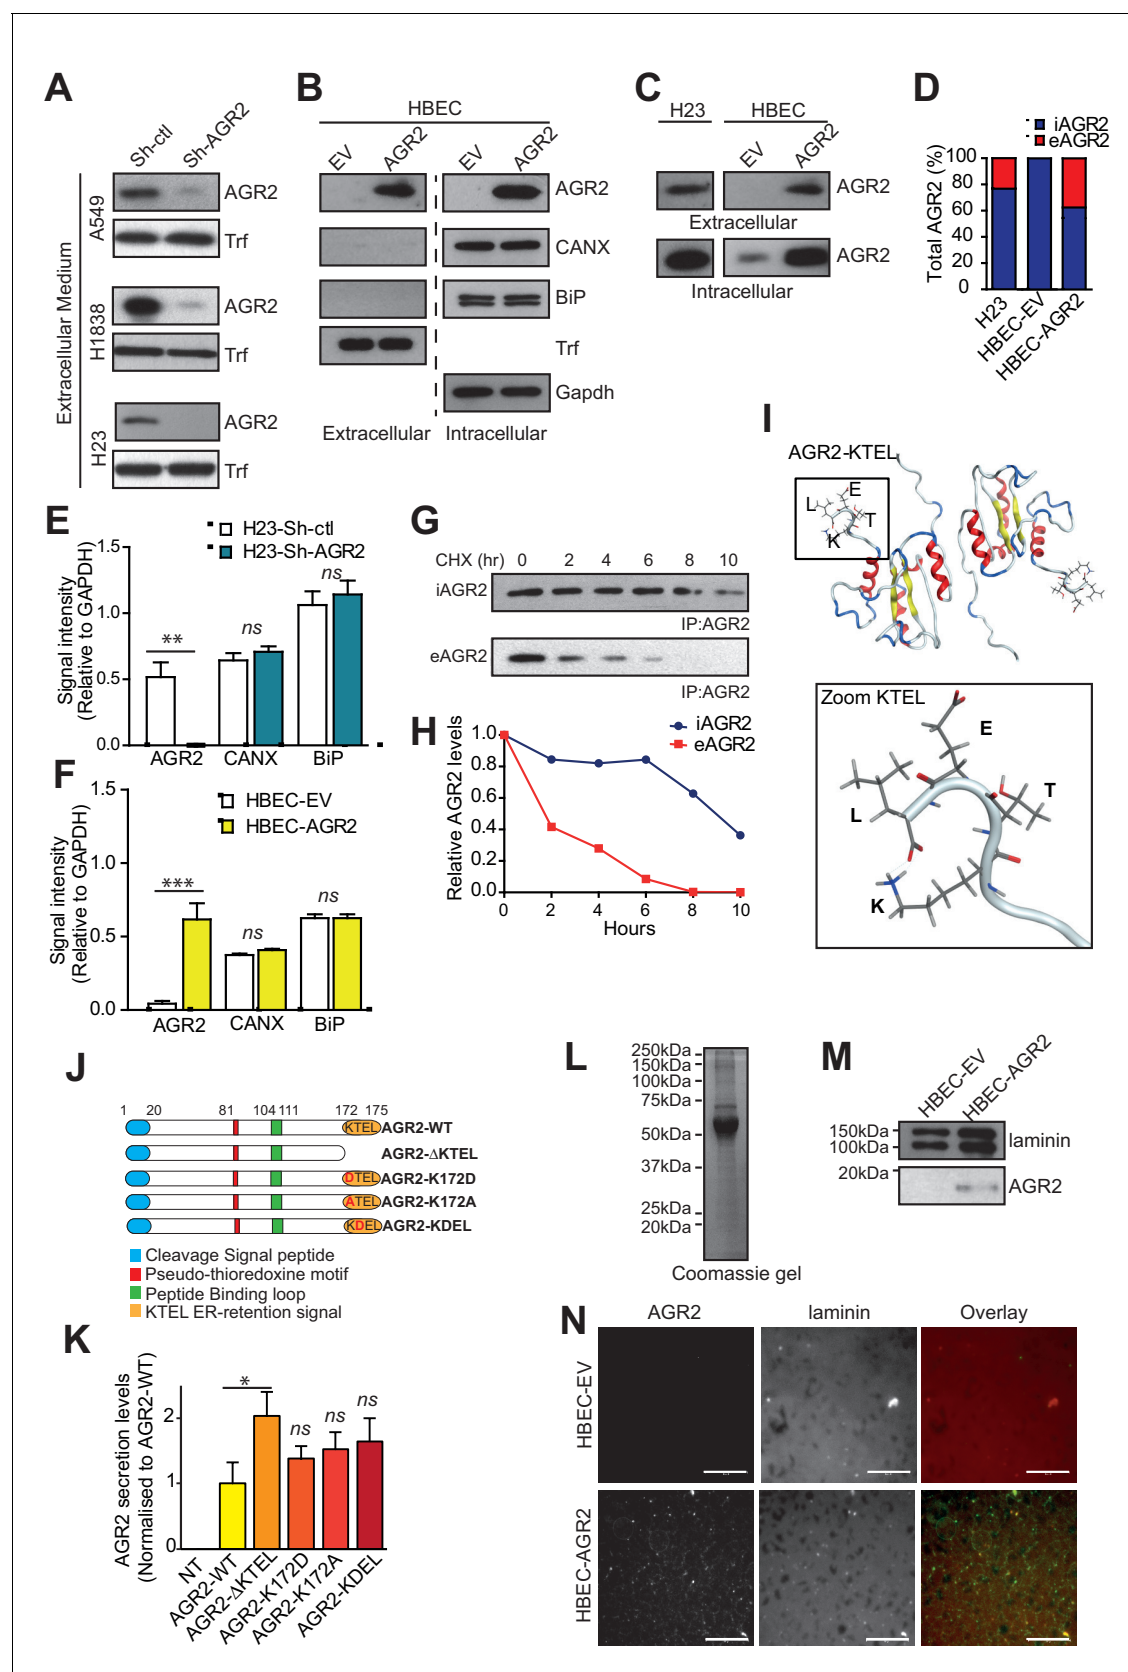 A
Sh-ctl
Sh-AGR2
Extracellular Medium
A549
AGR2
Trf
H1838
AGR2
Trf
H23
AGR2
Trf
B
HBEC
EV
AGR2
EV
AGR2
AGR2
CANX
BiP
Trf
Gapdh
Extracellular
Intracellular
C
H23
HBEC
EV
AGR2
AGR2
Extracellular
AGR2
Intracellular
D
iAGR2
eAGR2
Total AGR2 (%)
100
80
60
40
20
0
H23
HBEC-EV
HBEC-AGR2
E
H23-Sh-ctl
H23-Sh-AGR2
Signal intensity
(Relative to GAPDH)
1.5
1.0
0.5
0.0
**
ns
ns
AGR2
CANX
BiP
F
HBEC-EV
HBEC-AGR2
Signal intensity
(Relative to GAPDH)
1.5
1.0
0.5
0.0
***
ns
ns
AGR2
CANX
BiP
G
CHX (hr)
0
2
4
6
8
10
iAGR2
IP:AGR2
eAGR2
IP:AGR2
H
iAGR2
eAGR2
Relative AGR2 levels
1.0
0.8
0.6
0.4
0.2
0.0
0
2
4
6
8
10
Hours
I
AGR2-KTEL
L
E
T
K
Zoom KTEL
E
T
L
K
J
1
20
81
104
111
172
175
KTEL
AGR2-WT
AGR2-ΔKTEL
DTEL
AGR2-K172D
ATEL
AGR2-K172A
KDEL
AGR2-KDEL
Cleavage Signal peptide
Pseudo-thioredoxine motif
Peptide Binding loop
KTEL ER-retention signal
K
AGR2 secretion levels
(Normalised to AGR2-WT)
2
1
0
*
ns
ns
ns
NT
AGR2-WT
AGR2-ΔKTEL
AGR2-K172D
AGR2-K172A
AGR2-KDEL
L
250kDa
150kDa
100kDa
75kDa
50kDa
37kDa
25kDa
20kDa
Coomassie gel
M
HBEC-EV
HBEC-AGR2
150kDa
100kDa
laminin
20kDa
AGR2
N
AGR2
laminin
Overlay
HBEC-EV
HBEC-AGR2